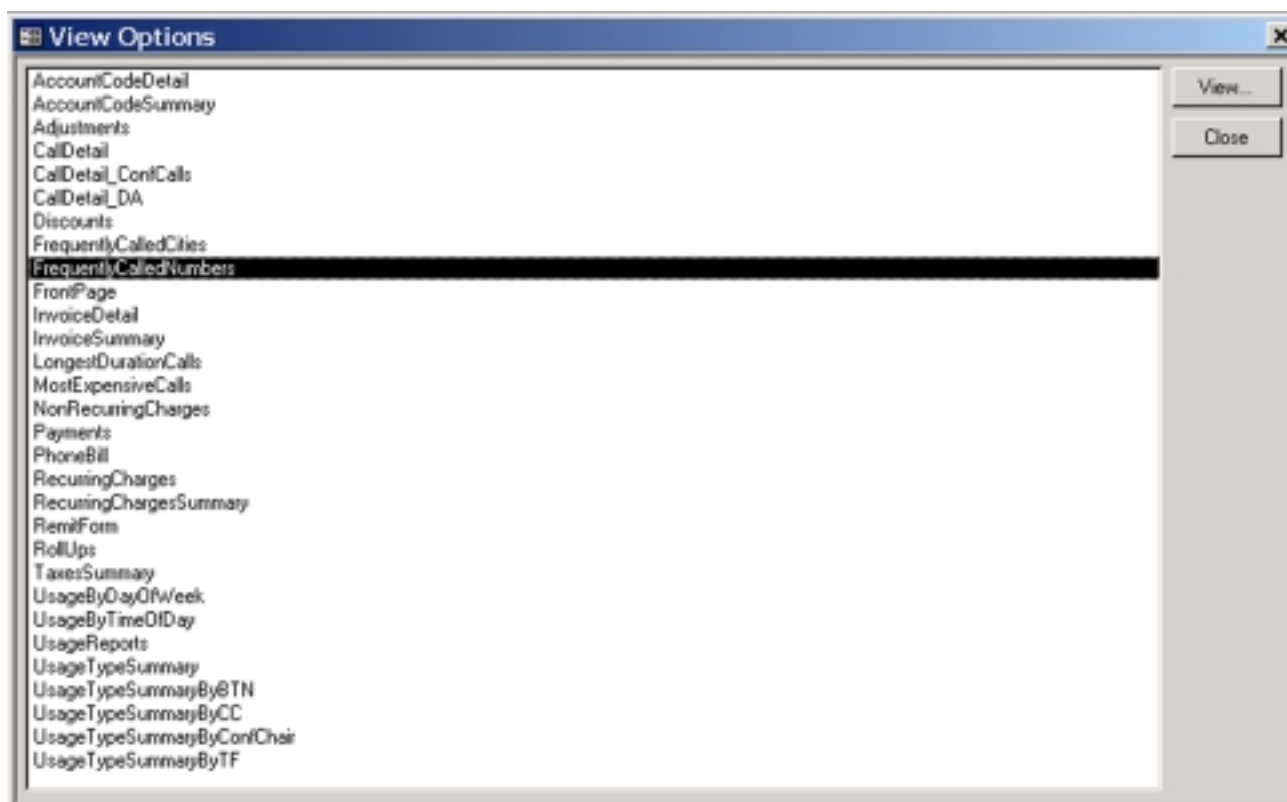 View Options
AccountCodeDetail
AccountCodeSummary
Adjustments
CallDetail
CallDetail_ConfCalls
CallDetail_DA
Discounts
FrequentlyCalledCities
FrequentlyCalledNumbers
FrontPage
InvoiceDetail
InvoiceSummary
LongestDurationCalls
MostExpensiveCalls
NonRecurringCharges
Payments
PhoneBill
RecurringCharges
RecurringChargesSummary
RemitForm
RollUps
TaxesSummary
UsageByDayOfWeek
UsageByTimeOfDay
UsageReports
UsageTypeSummary
UsageTypeSummaryByBTN
UsageTypeSummaryByCC
UsageTypeSummaryByConfChair
UsageTypeSummaryByTF
View...
Close